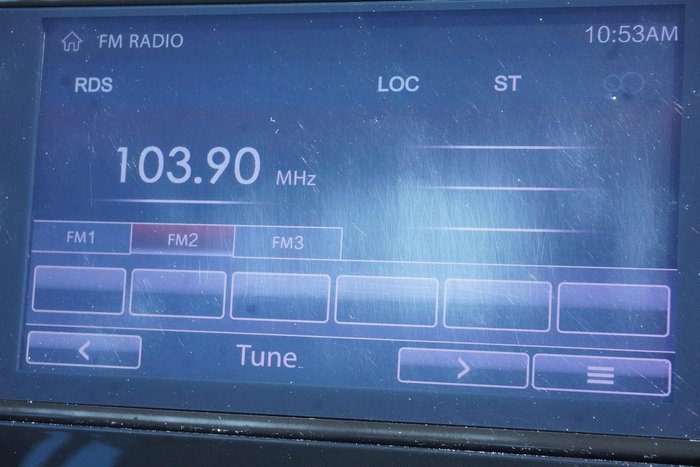 FM RADIO 10:53AM
RDS LOC ST
103.90 MHz
FM1 FM2 FM3
< Tune >